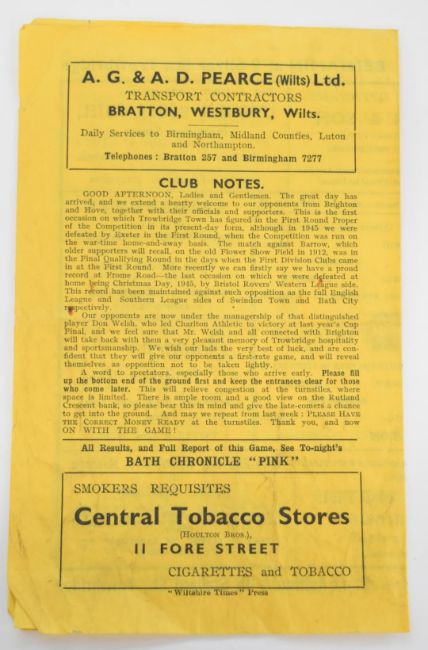 A. G. & A. D. PEARCE (Wilts) Ltd.
TRANSPORT CONTRACTORS
BRATTON, WESTBURY, Wilts.
Daily Services to Birmingham, Midland Counties, Luton
and Northampton.
Telephones : Bratton 257 and Birmingham 7277
CLUB NOTES.
GOOD AFTERNOON, Ladies and Gentlemen. The great day has
arrived, and we extend a hearty welcome to our opponents from Brighton
and Hove, together with their officials and supporters. This is the first
occasion on which Trowbridge Town has figured in the First Round Proper
of the Competition in its present-day form, although in 1945 we were
defeated by Exeter in the First Round, when the Competition was run on
the war-time home-and-away basis. The match against Barrow, which
older supporters will recall, on the old Flower Show Field in 1912, was in
the Final Qualifying Round in the days when the First Division Clubs came
in at the First Round. More recently we can firstly say we have a proud
record at Frome Road—the last occasion on which we were defeated at
home being Christmas Day, 1945, by Bristol Rovers' Western League side.
This record has been maintained against such opposition as the full English
League and Southern League sides of Swindon Town and Bath City
respectively.
Our opponents are now under the managership of that distinguished
player Don Welsh, who led Charlton Athletic to victory at last year's Cup
Final, and we feel sure that Mr. Welsh and all connected with Brighton
will take back with them a very pleasant memory of Trowbridge hospitality
and sportsmanship. We wish our lads the very best of luck, and are con-
fident that they will give our opponents a first-rate game, and will reveal
themselves as opposition not to be taken lightly.
A word to spectators, especially those who arrive early. Please fill
up the bottom end of the ground first and keep the entrances clear for those
who come later. This will relieve congestion at the turnstiles, where
space is limited. There is ample room and a good view on the Rutland
Crescent bank, so please bear this in mind and give the late-comers a chance
to get into the ground. And may we repeat from last week : PLEASE HAVE
THE CORRECT MONEY READY at the turnstiles. Thank you, and now
ON WITH THE GAME !
All Results, and Full Report of this Game, See To-night's
BATH CHRONICLE "PINK"
SMOKERS REQUISITES
Central Tobacco Stores
(HOULTON BROS.),
11 FORE STREET
CIGARETTES and TOBACCO
"Wiltshire Times" Press